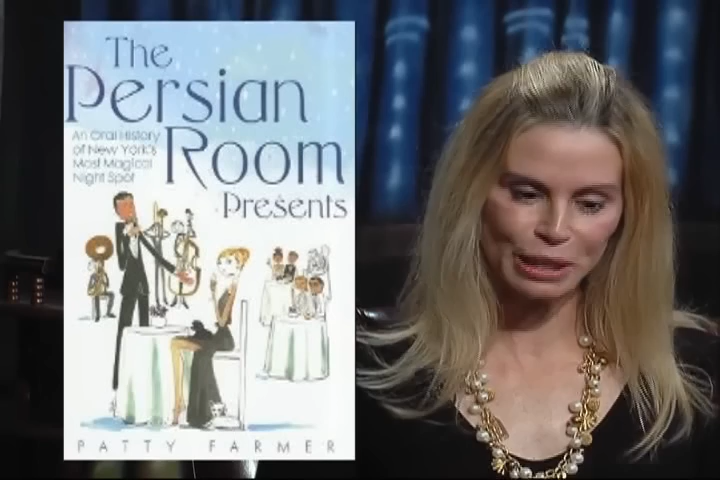 The
Persian
An Oral History
of New York's
Most Magical
Night Spot
Room
Presents
PATTY FARMER